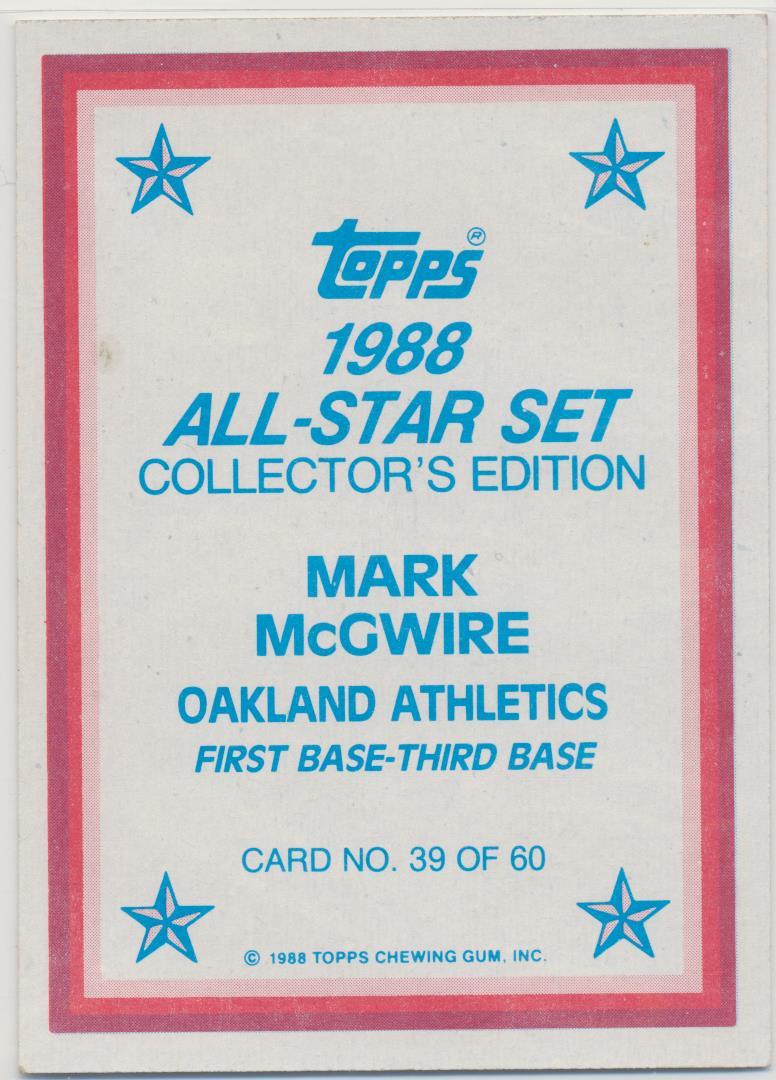 TOPPS®
1988
ALL-STAR SET
COLLECTOR'S EDITION
MARK
McGWIRE
OAKLAND ATHLETICS
FIRST BASE-THIRD BASE
CARD NO. 39 OF 60
© 1988 TOPPS CHEWING GUM, INC.